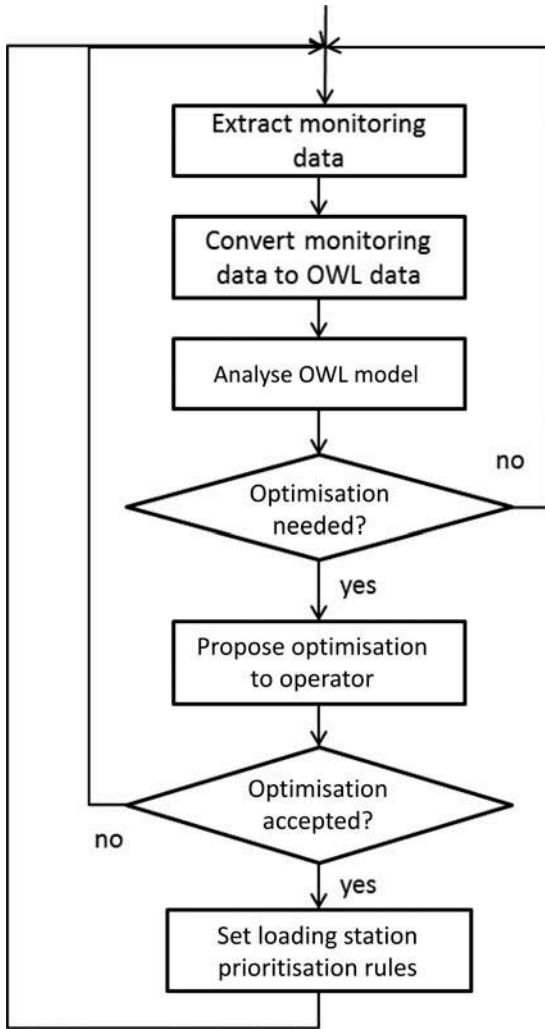 Extract monitoring
data
Convert monitoring
data to OWL data
Analyse OWL model
no
Optimisation
needed?
yes
Propose optimisation
to operator
Optimisation
accepted?
no
yes
Set loading station
prioritisation rules